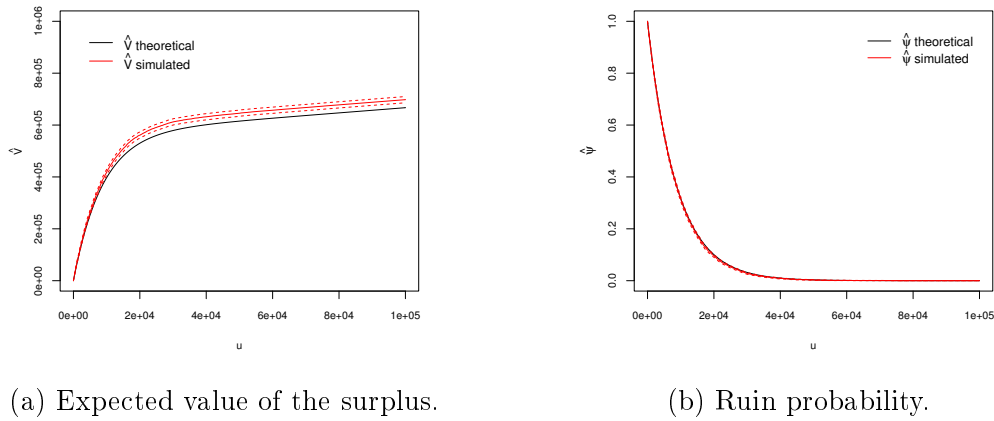 V̂ theoretical
V̂ simulated
V̂
0e+00 2e+05 4e+05 6e+05 8e+05 1e+06
0e+00 2e+04 4e+04 6e+04 8e+04 1e+05
u
(a) Expected value of the surplus.
ψ̂ theoretical
ψ̂ simulated
ψ̂
0.0 0.2 0.4 0.6 0.8 1.0
0e+00 2e+04 4e+04 6e+04 8e+04 1e+05
u
(b) Ruin probability.